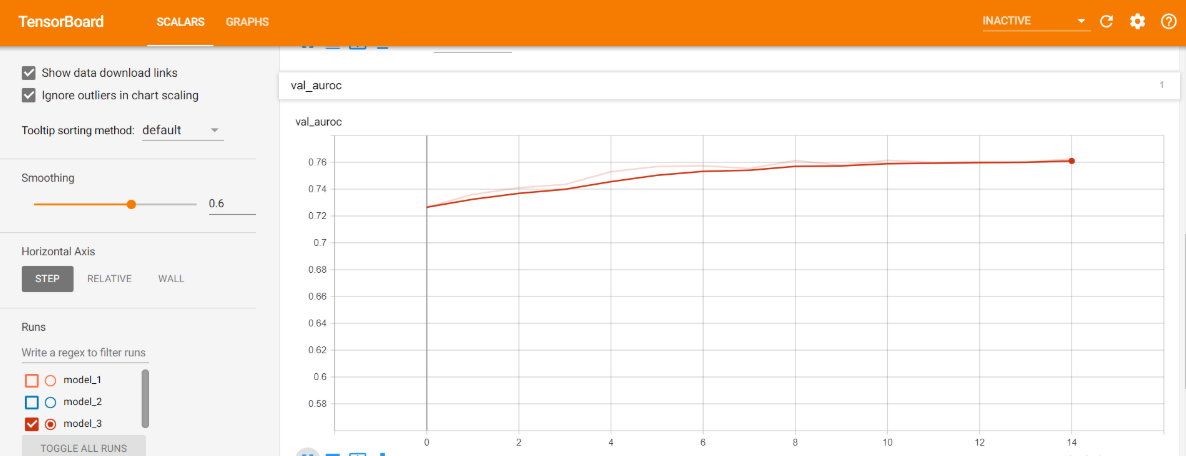 TensorBoard SCALARS GRAPHS INACTIVE
Show data download links
Ignore outliers in chart scaling
Tooltip sorting method: default
Smoothing
0.6
Horizontal Axis
STEP RELATIVE WALL
Runs
Write a regex to filter runs
model_1
model_2
model_3
TOGGLE ALL RUNS
val_auroc 1
val_auroc
0.76
0.74
0.72
0.7
0.68
0.66
0.64
0.62
0.6
0.58
0 2 4 6 8 10 12 14